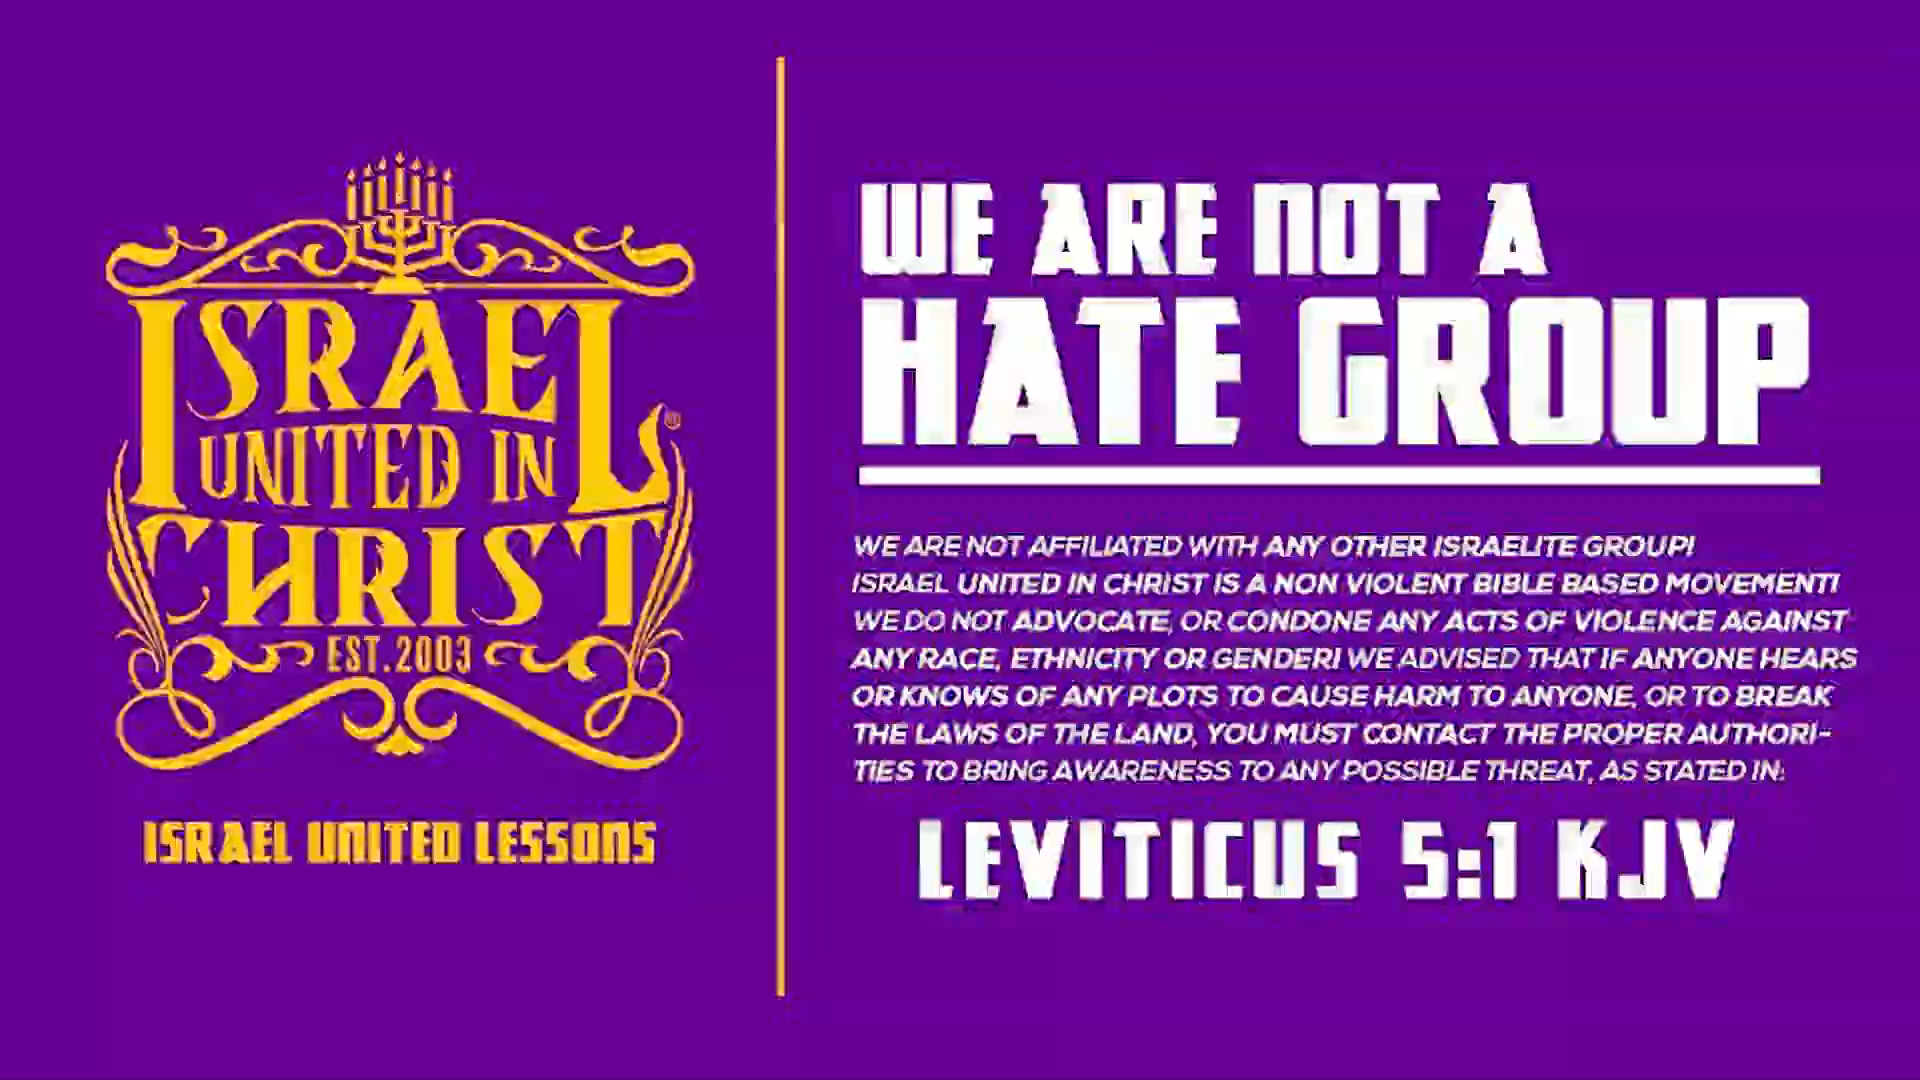 ISRAEL
UNITED IN
CHRIST
®
EST. 2003
ISRAEL UNITED LESSONS
WE ARE NOT A
HATE GROUP
WE ARE NOT AFFILIATED WITH ANY OTHER ISRAELITE GROUP!
ISRAEL UNITED IN CHRIST IS A NON VIOLENT BIBLE BASED MOVEMENT!
WE DO NOT ADVOCATE, OR CONDONE ANY ACTS OF VIOLENCE AGAINST
ANY RACE, ETHNICITY OR GENDER! WE ADVISED THAT IF ANYONE HEARS
OR KNOWS OF ANY PLOTS TO CAUSE HARM TO ANYONE, OR TO BREAK
THE LAWS OF THE LAND, YOU MUST CONTACT THE PROPER AUTHORI-
TIES TO BRING AWARENESS TO ANY POSSIBLE THREAT, AS STATED IN:
LEVITICUS 5:1 KJV